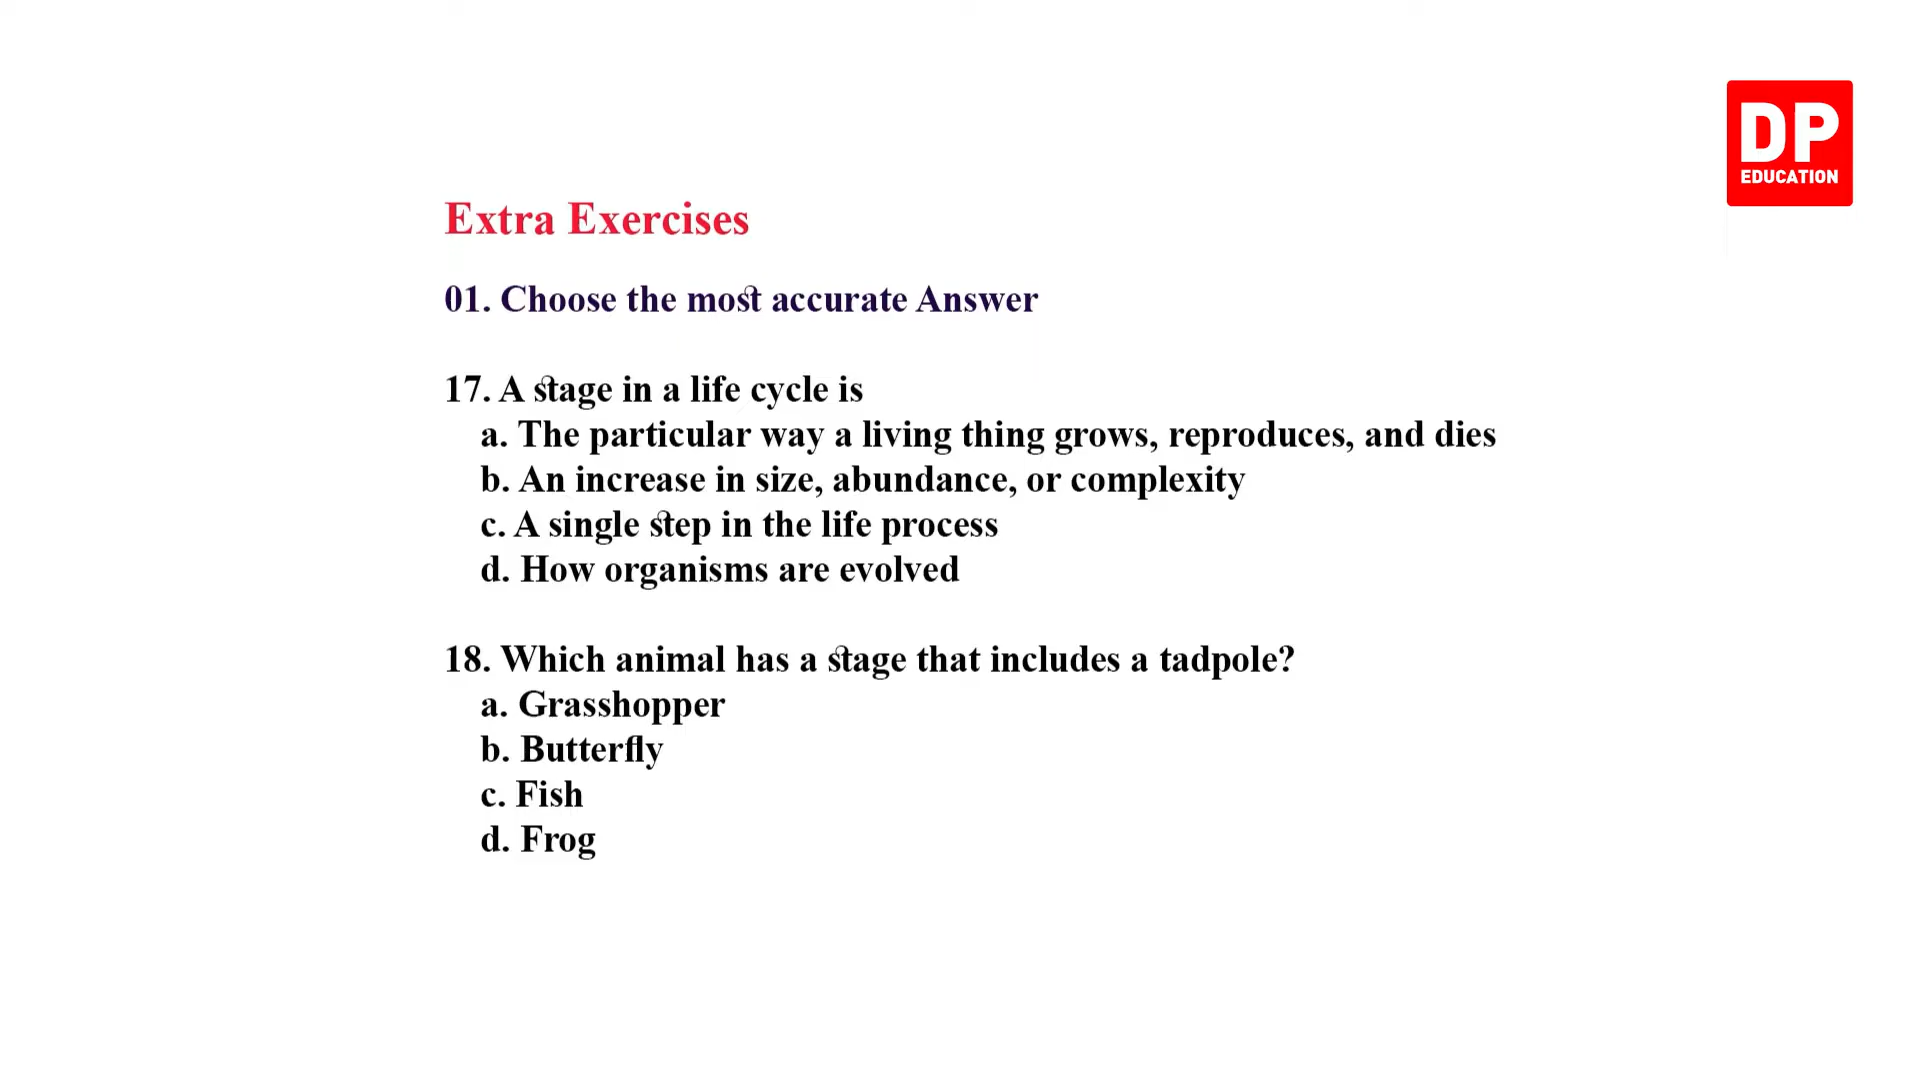 DP
EDUCATION
Extra Exercises
01. Choose the most accurate Answer
17. A stage in a life cycle is
a. The particular way a living thing grows, reproduces, and dies
b. An increase in size, abundance, or complexity
c. A single step in the life process
d. How organisms are evolved
18. Which animal has a stage that includes a tadpole?
a. Grasshopper
b. Butterfly
c. Fish
d. Frog